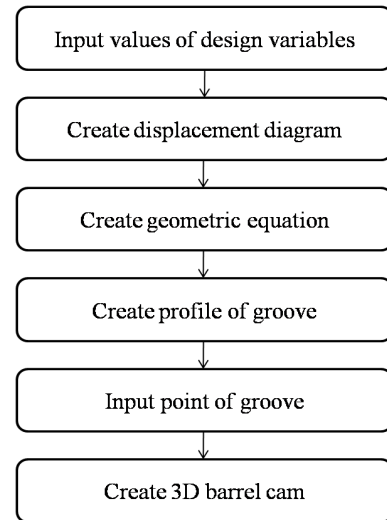 Input values of design variables
Create displacement diagram
Create geometric equation
Create profile of groove
Input point of groove
Create 3D barrel cam